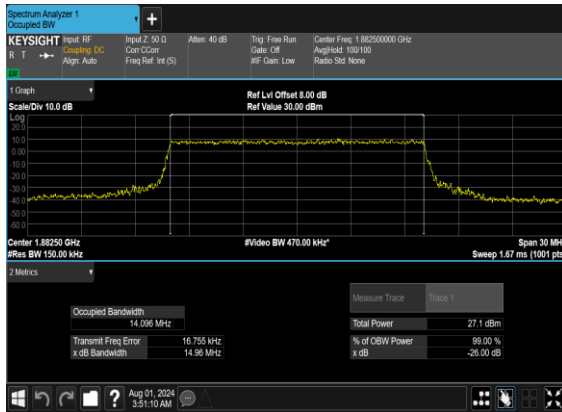 Spectrum Analyzer 1
Occupied BW
+
KEYSIGHT Input: RF Input Z: 50 Ω Atten: 40 dB Trig: Free Run Center Freq: 1.882500000 GHz
R T Coupling: DC Corr CCorr Gate: Off Avg|Hold: 100/100
Align: Auto Freq Ref: Int (S) #IF Gain: Low Radio Std: None
1 Graph
Ref Lvl Offset 8.00 dB
Scale/Div 10.0 dB Ref Value 30.00 dBm
Log
20.0
10.0
0.00
-10.0
-20.0
-30.0
-40.0
-50.0
-60.0
Center 1.88250 GHz #Video BW 470.00 kHz* Span 30 MH
#Res BW 150.00 kHz Sweep 1.67 ms (1001 pts
2 Metrics
Measure Trace Trace 1
Occupied Bandwidth
14.096 MHz Total Power 27.1 dBm
Transmit Freq Error 16.755 kHz % of OBW Power 99.00 %
x dB Bandwidth 14.96 MHz x dB -26.00 dB
? Aug 01, 2024
3:51:10 AM